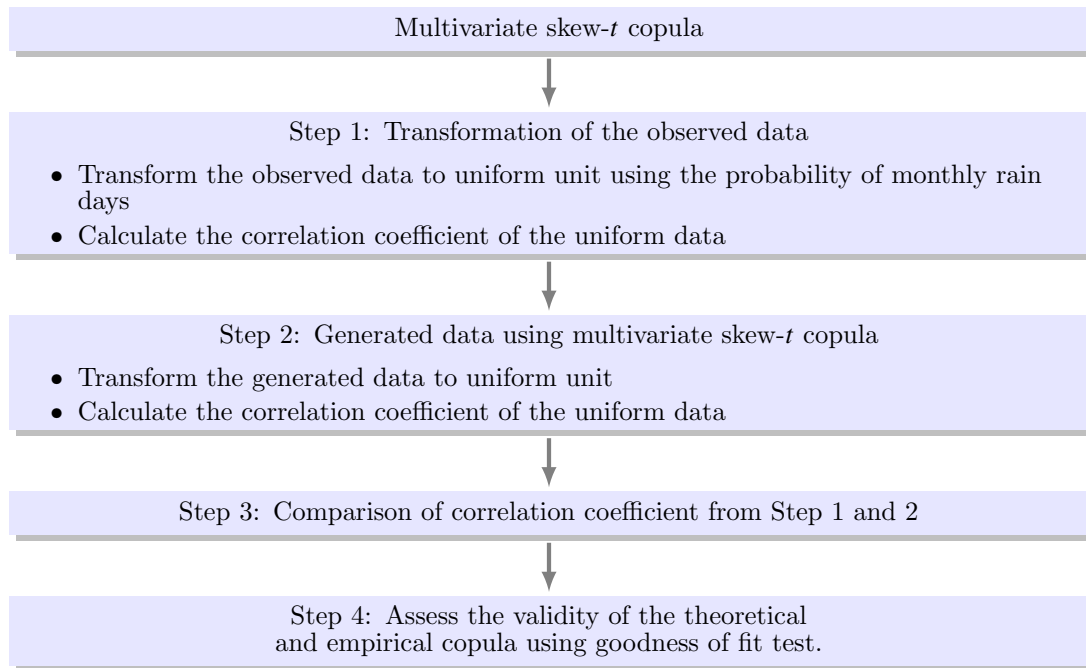 Multivariate skew-t copula
Step 1: Transformation of the observed data
• Transform the observed data to uniform unit using the probability of monthly rain
days
• Calculate the correlation coefficient of the uniform data
Step 2: Generated data using multivariate skew-t copula
• Transform the generated data to uniform unit
• Calculate the correlation coefficient of the uniform data
Step 3: Comparison of correlation coefficient from Step 1 and 2
Step 4: Assess the validity of the theoretical
and empirical copula using goodness of fit test.